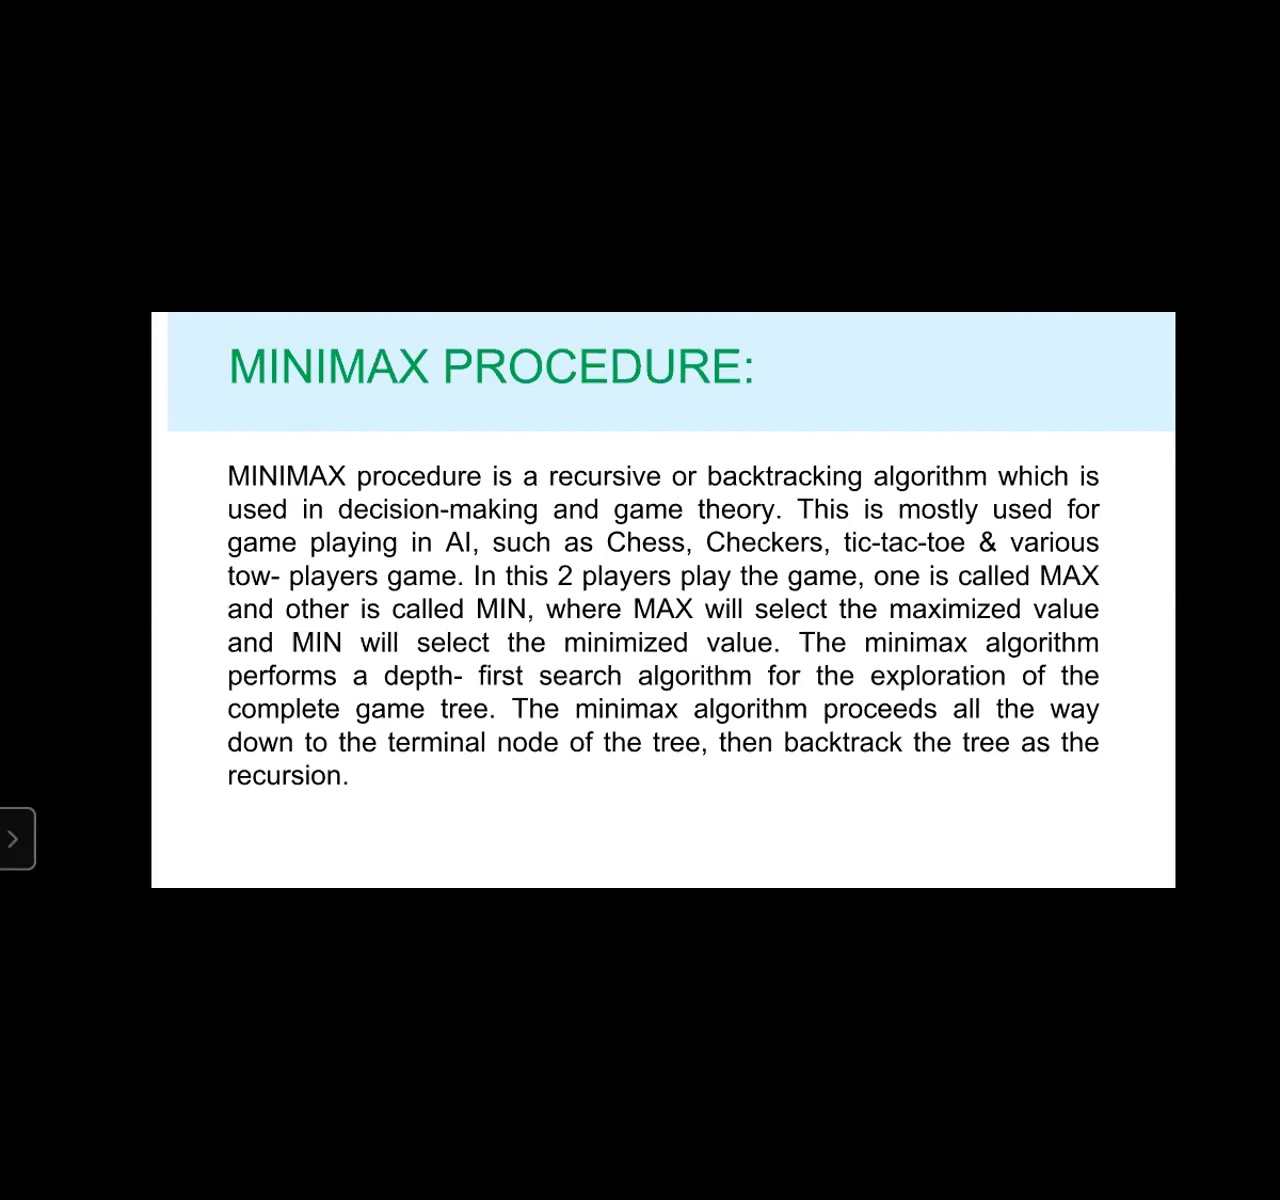 MINIMAX PROCEDURE:
MINIMAX procedure is a recursive or backtracking algorithm which is
used in decision-making and game theory. This is mostly used for
game playing in AI, such as Chess, Checkers, tic-tac-toe & various
tow- players game. In this 2 players play the game, one is called MAX
and other is called MIN, where MAX will select the maximized value
and MIN will select the minimized value. The minimax algorithm
performs a depth- first search algorithm for the exploration of the
complete game tree. The minimax algorithm proceeds all the way
down to the terminal node of the tree, then backtrack the tree as the
recursion.